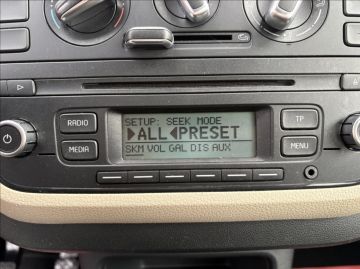 SETUP: SEEK MODE
▶ALL◀PRESET
SKM VOL GAL DIS AUX
RADIO
MEDIA
TP
MENU